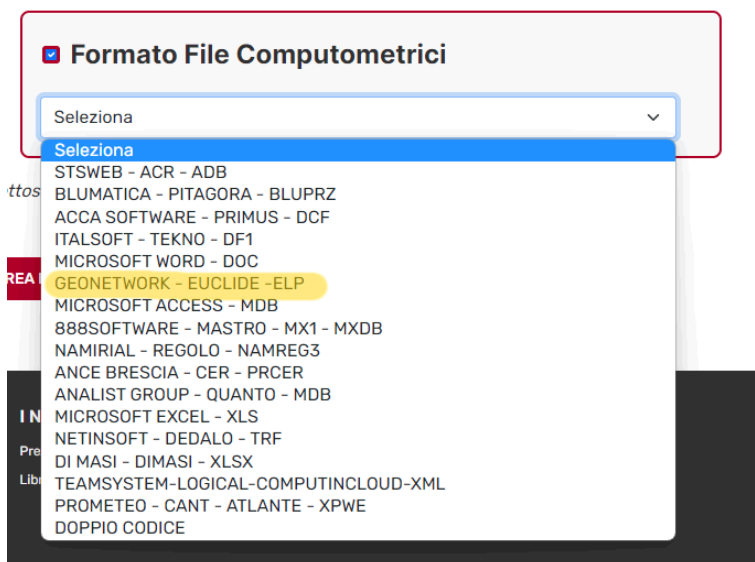 Formato File Computometrici
Seleziona
Seleziona
STSWEB - ACR - ADB
BLUMATICA - PITAGORA - BLUPRZ
ACCA SOFTWARE - PRIMUS - DCF
ITALSOFT - TEKNO - DF1
MICROSOFT WORD - DOC
GEONETWORK - EUCLIDE -ELP
MICROSOFT ACCESS - MDB
888SOFTWARE - MASTRO - MX1 - MXDB
NAMIRIAL - REGOLO - NAMREG3
ANCE BRESCIA - CER - PRCER
ANALIST GROUP - QUANTO - MDB
MICROSOFT EXCEL - XLS
NETINSOFT - DEDALO - TRF
DI MASI - DIMASI - XLSX
TEAMSYSTEM-LOGICAL-COMPUTINCLOUD-XML
PROMETEO - CANT - ATLANTE - XPWE
DOPPIO CODICE